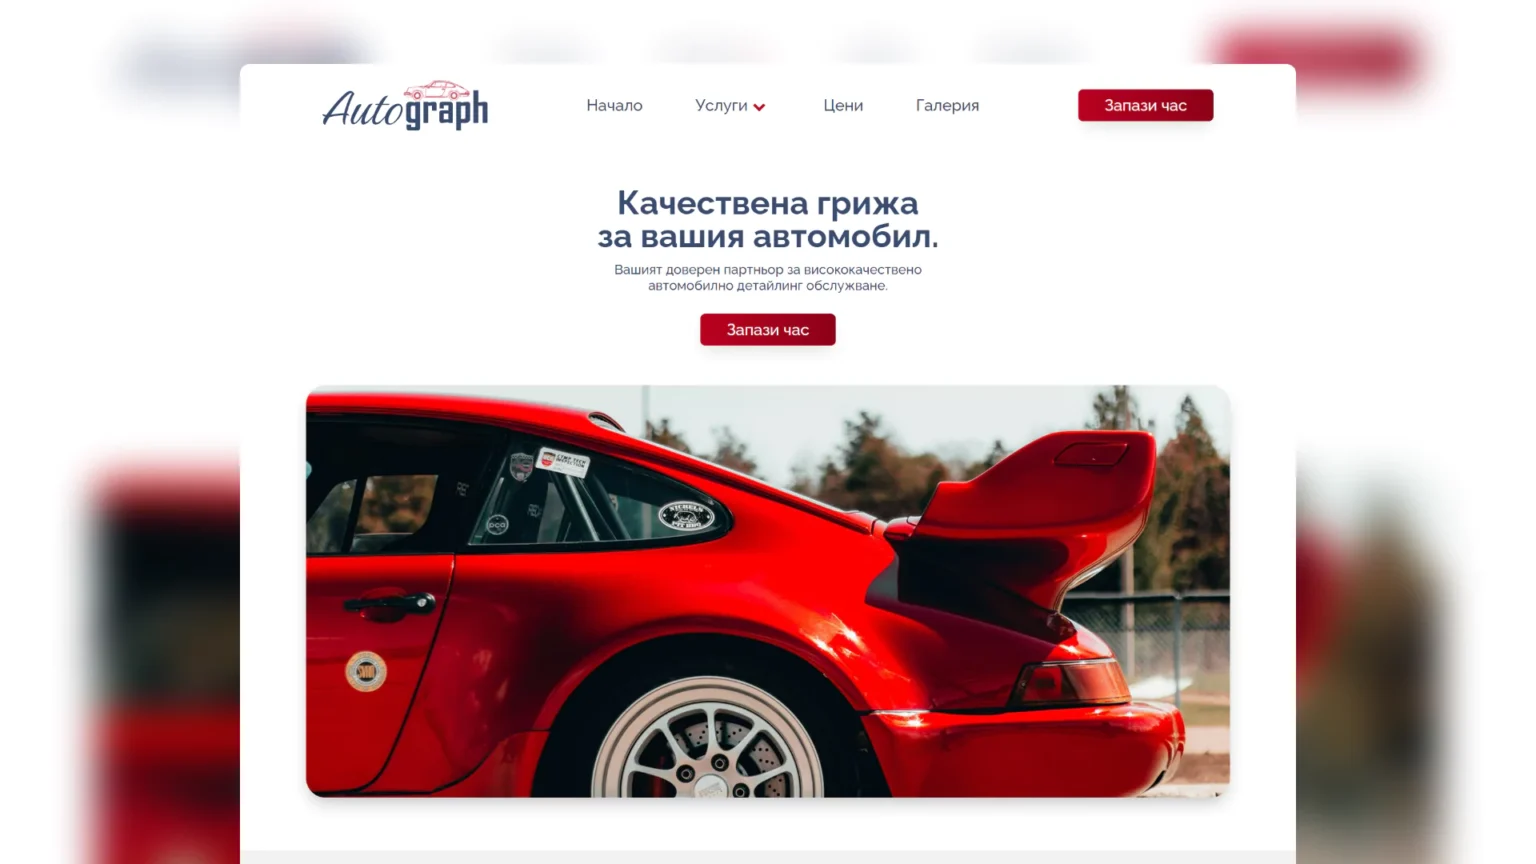 Autograph
Начало
Услуги
Цени
Галерия
Запази час
Качествена грижа
за вашия автомобил.
Вашият доверен партньор за висококачествено
автомобилно детайлинг обслужване.
Запази час